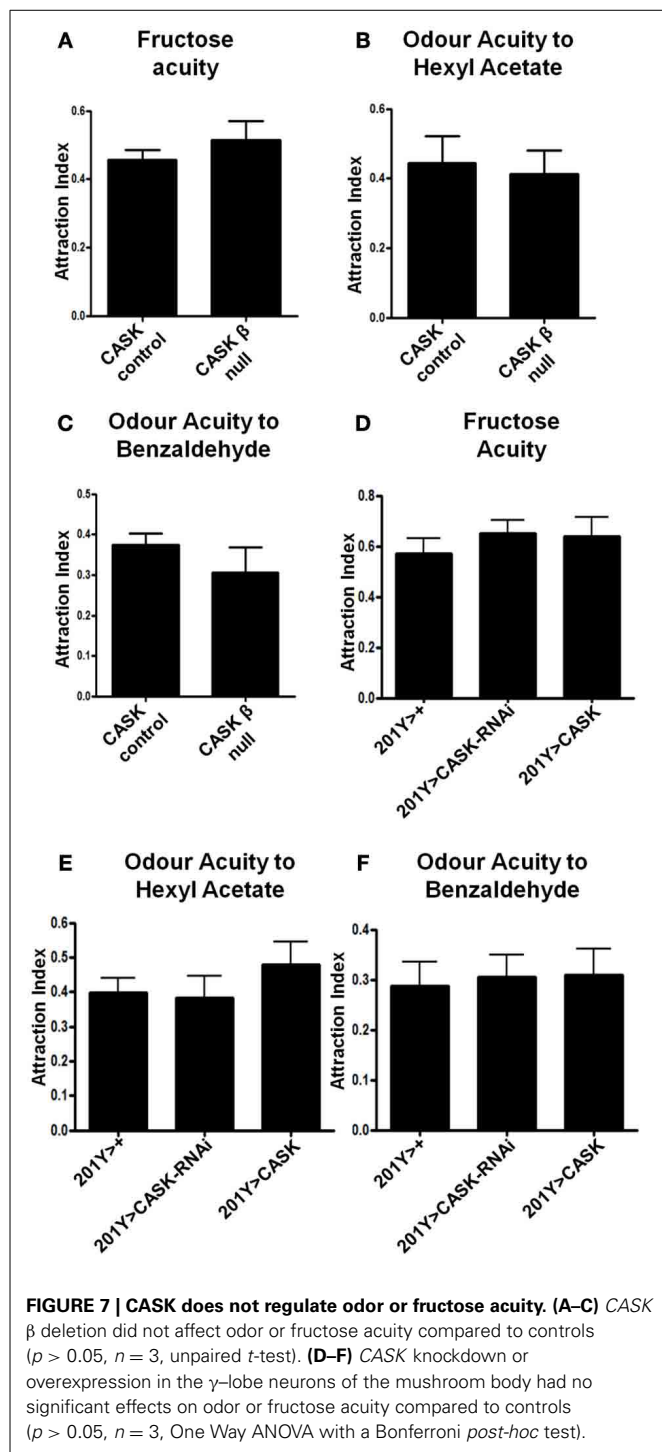 A
Fructose
acuity
Attraction Index
0.6
0.4
0.2
0.0
CASK
control
CASK β
null
B
Odour Acuity to
Hexyl Acetate
Attraction Index
0.6
0.4
0.2
0.0
CASK
control
CASK β
null
C
Odour Acuity to
Benzaldehyde
Attraction Index
0.5
0.4
0.3
0.2
0.1
0.0
CASK
control
CASK β
null
D
Fructose
Acuity
Attraction Index
0.8
0.6
0.4
0.2
0.0
201Y>+
201Y>CASK-RNAi
201Y>CASK
E
Odour Acuity to
Hexyl Acetate
Attraction Index
0.6
0.5
0.4
0.3
0.2
0.1
0.0
201Y>+
201Y>CASK-RNAi
201Y>CASK
F
Odour Acuity to
Benzaldehyde
Attraction Index
0.4
0.3
0.2
0.1
0.0
201Y>+
201Y>CASK-RNAi
201Y>CASK
FIGURE 7 | CASK does not regulate odor or fructose acuity. (A–C) CASK
β deletion did not affect odor or fructose acuity compared to controls
(p > 0.05, n = 3, unpaired t-test). (D–F) CASK knockdown or
overexpression in the γ–lobe neurons of the mushroom body had no
significant effects on odor or fructose acuity compared to controls
(p > 0.05, n = 3, One Way ANOVA with a Bonferroni post-hoc test).